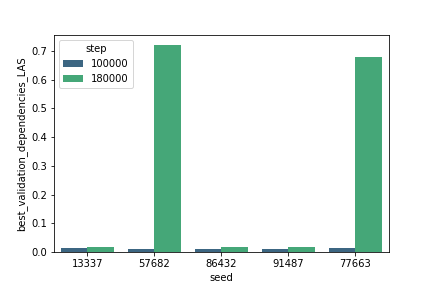 step
100000
180000
0.7
0.6
0.5
0.4
0.3
0.2
0.1
0.0
best_validation_dependencies_LAS
13337 57682 86432 91487 77663
seed